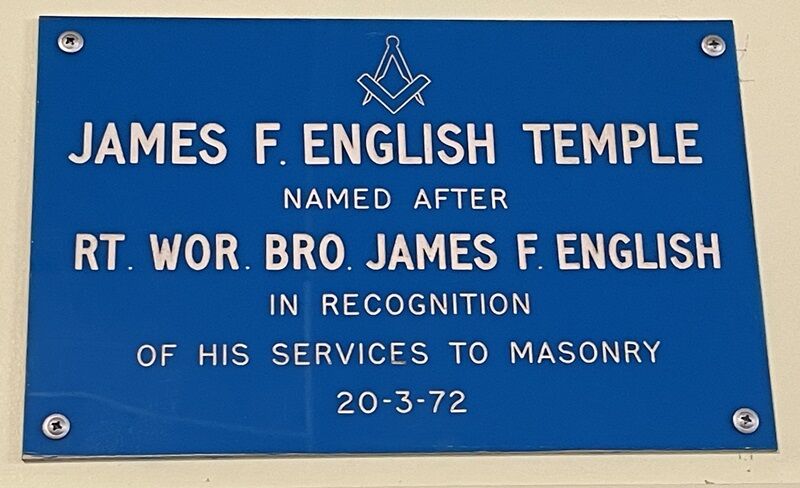 JAMES F. ENGLISH TEMPLE
NAMED AFTER
RT. WOR. BRO. JAMES F. ENGLISH
IN RECOGNITION
OF HIS SERVICES TO MASONRY
20-3-72